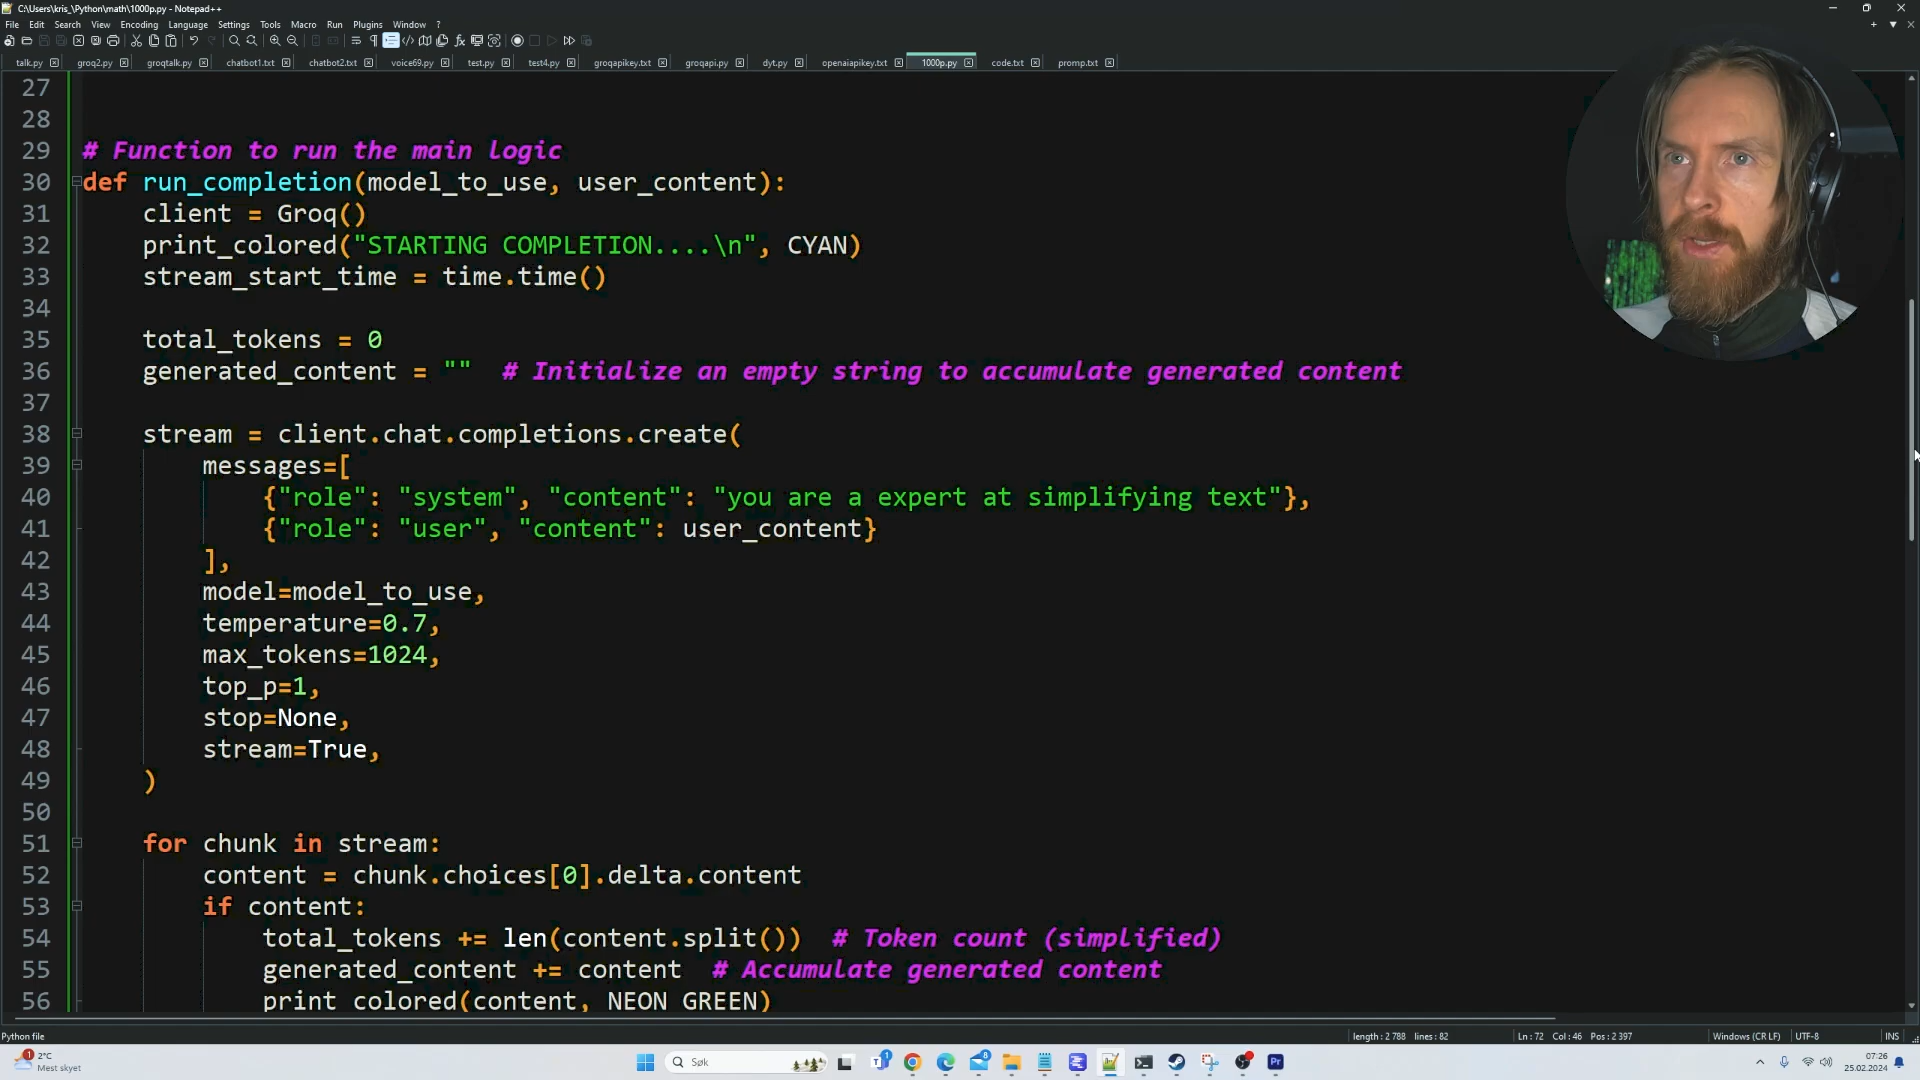 C:\Users\kris_\Python\math\1000p.py - Notepad++
File Edit Search View Encoding Language Settings Tools Macro Run Plugins Window ?
talk.py groq2.py groqtalk.py chatbot1.txt chatbot2.txt voice69.py test.py test4.py groqapikey.txt groqapi.py dyt.py openaiapikey.txt 1000p.py code.txt promp.txt
27
28
29 # Function to run the main logic
30 def run_completion(model_to_use, user_content):
31 client = Groq()
32 print_colored("STARTING COMPLETION....\n", CYAN)
33 stream_start_time = time.time()
34
35 total_tokens = 0
36 generated_content = "" # Initialize an empty string to accumulate generated content
37
38 stream = client.chat.completions.create(
39 messages=[
40 {"role": "system", "content": "you are a expert at simplifying text"},
41 {"role": "user", "content": user_content}
42 ],
43 model=model_to_use,
44 temperature=0.7,
45 max_tokens=1024,
46 top_p=1,
47 stop=None,
48 stream=True,
49 )
50
51 for chunk in stream:
52 content = chunk.choices[0].delta.content
53 if content:
54 total_tokens += len(content.split()) # Token count (simplified)
55 generated_content += content # Accumulate generated content
56 print_colored(content, NEON_GREEN)
Python file length : 2 788 lines : 82 Ln : 72 Col : 46 Pos : 2 397 Windows (CR LF) UTF-8 INS
1 2°C
Mest skyet
Søk
1
8
07:26
25.02.2024